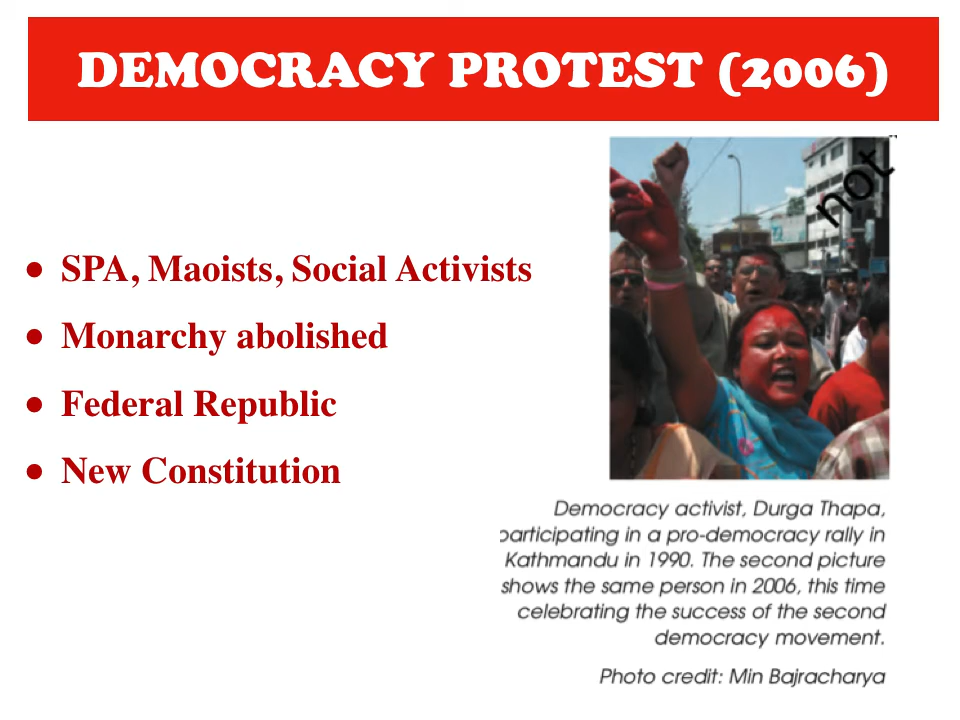 DEMOCRACY PROTEST (2006)
• SPA, Maoists, Social Activists
• Monarchy abolished
• Federal Republic
• New Constitution
not
Democracy activist, Durga Thapa,
participating in a pro-democracy rally in
Kathmandu in 1990. The second picture
shows the same person in 2006, this time
celebrating the success of the second
democracy movement.
Photo credit: Min Bajracharya